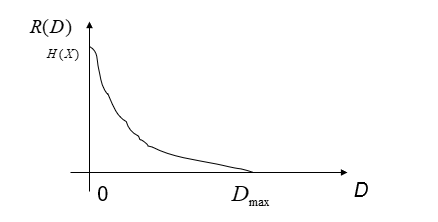 R(D)
H(X)
0
D_max
D